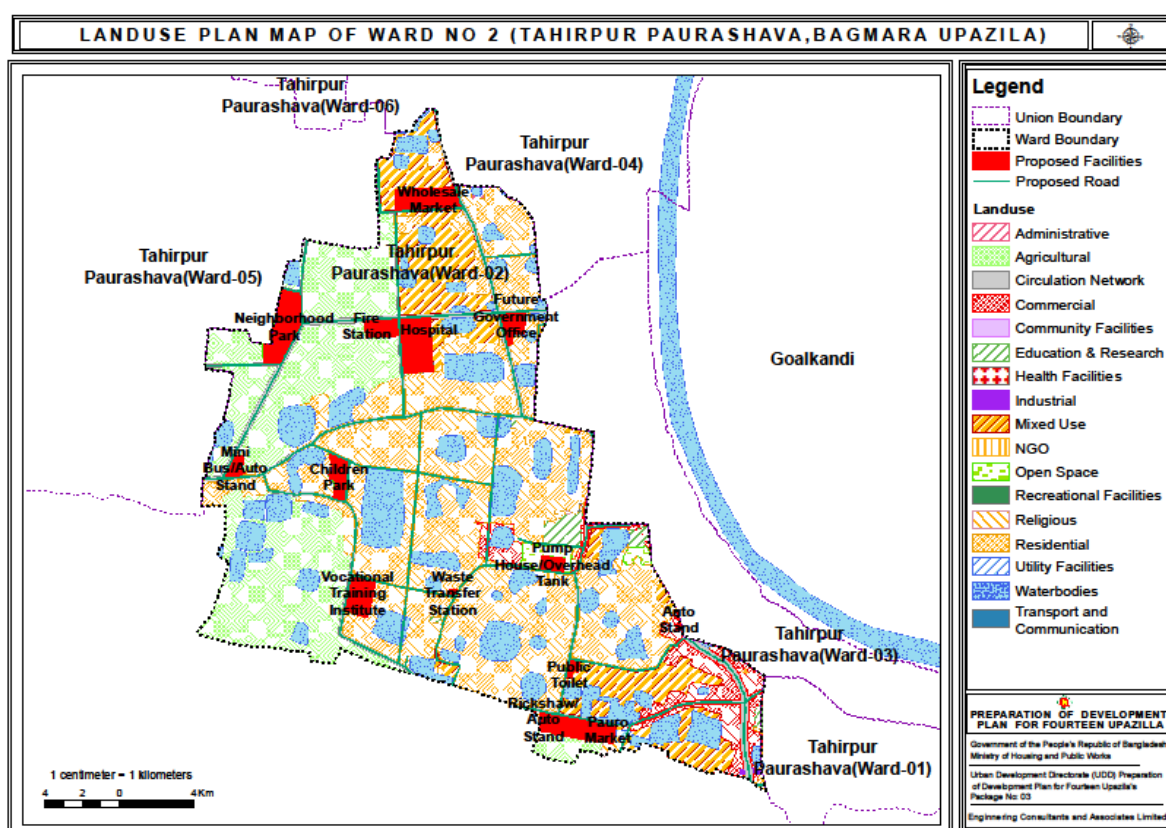 LANDUSE PLAN MAP OF WARD NO 2 (TAHIRPUR PAURASHAVA,BAGMARA UPAZILA)
Tahirpur
Paurashava(Ward-06)
Tahirpur
Paurashava(Ward-04)
Wholesale
Market
Tahirpur
Paurashava(Ward-05)
Tahirpur
Paurashava(Ward-02)
Neighborhood
Park
Fire
Station
Hospital
Future
Government
Office
Goalkandi
Mini
Bus/Auto
Stand
Children
Park
Pump
House/Overhead
Tank
Vocational
Training
Institute
Waste
Transfer
Station
Auto
Stand
Tahirpur
Paurashava(Ward-03)
Public
Toilet
Rickshaw/
Auto
Stand
Pauro
Market
Tahirpur
Paurashava(Ward-01)
1 centimeter = 1 kilometers
4 2 0 4 Km
Legend
Union Boundary
Ward Boundary
Proposed Facilities
Proposed Road
Landuse
Administrative
Agricultural
Circulation Network
Commercial
Community Facilities
Education & Research
Health Facilities
Industrial
Mixed Use
NGO
Open Space
Recreational Facilities
Religious
Residential
Utility Facilities
Waterbodies
Transport and
Communication
PREPARATION OF DEVELOPMENT
PLAN FOR FOURTEEN UPAZILLA
Government of the People's Republic of Bangladesh
Ministry of Housing and Public Works
Urban Development Directorate (UDD) Preparation
of Development Plan for Fourteen Upazila's
Package No: 03
Enginnering Consultants and Associates Limited